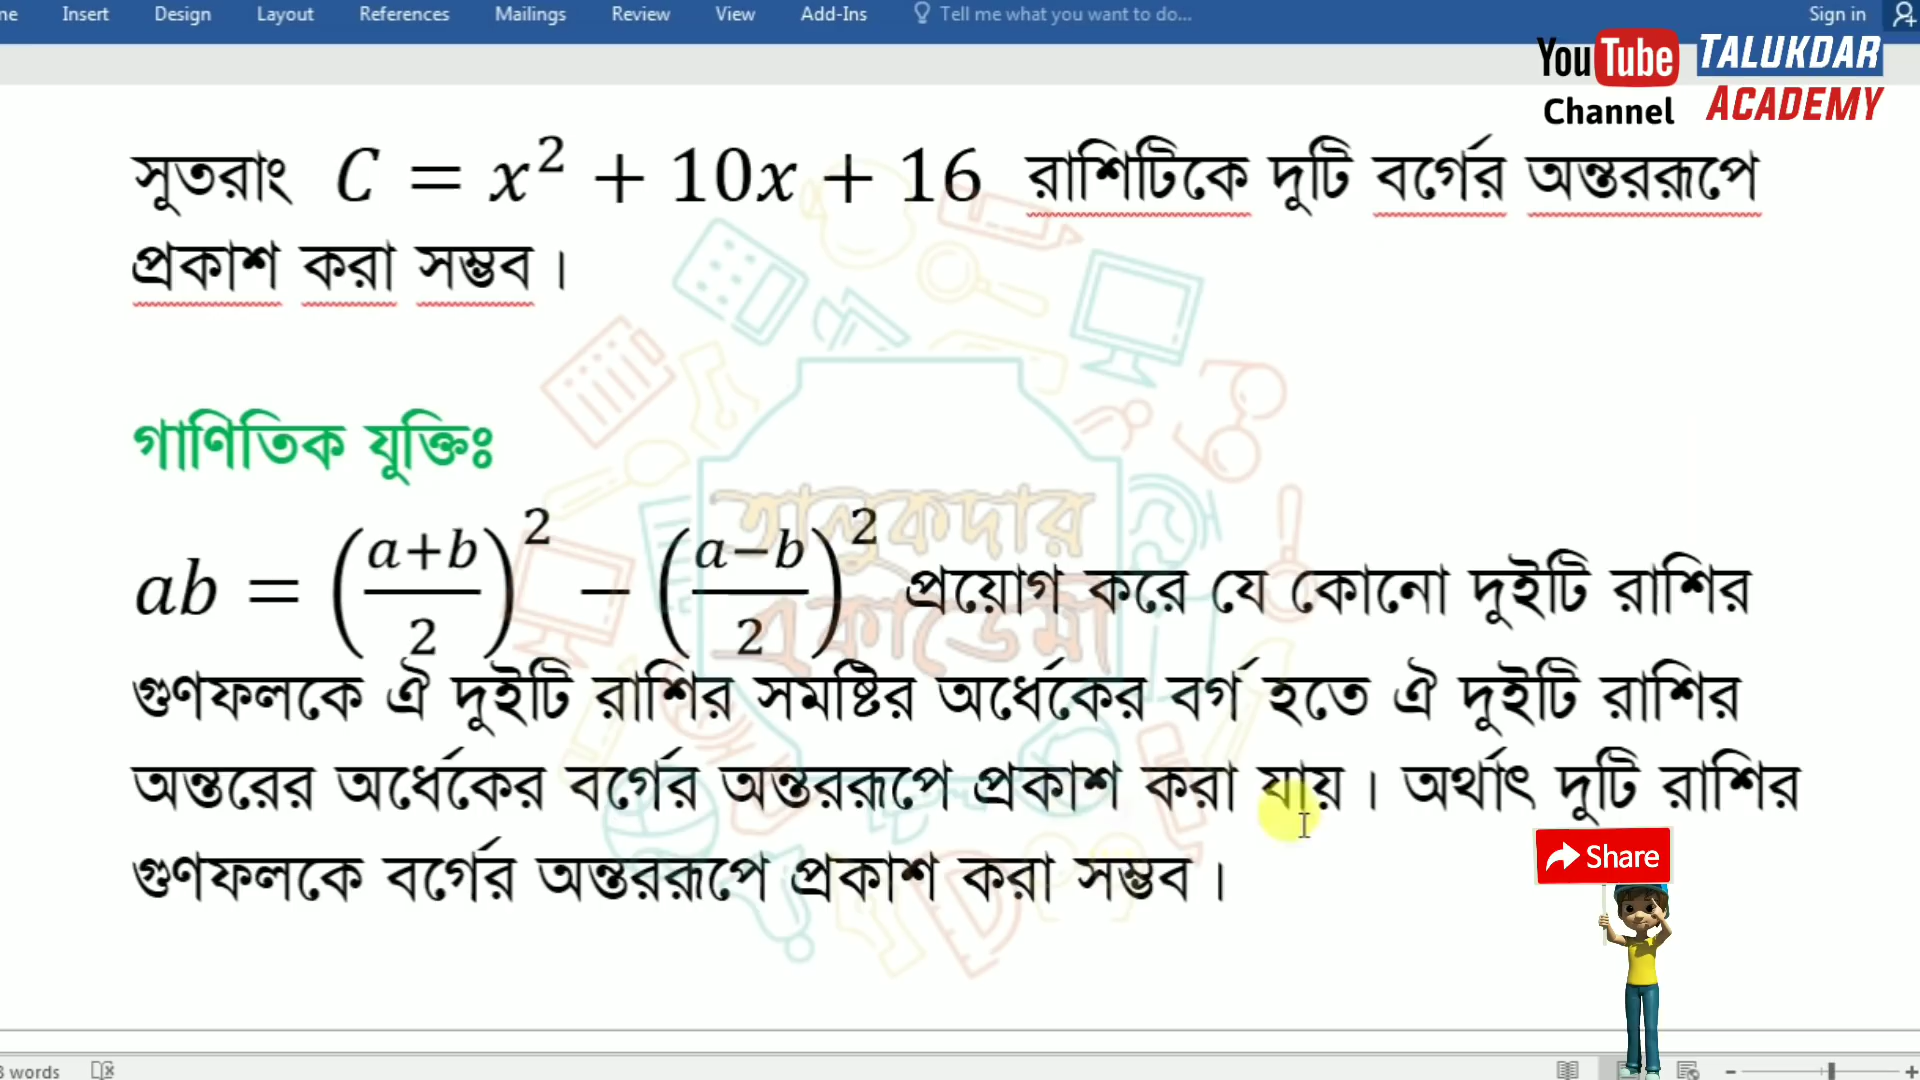 Insert Design Layout References Mailings Review View Add-Ins Tell me what you want to do... Sign in
YouTube Channel
TALUKDAR ACADEMY
সুতরাং C = x² + 10x + 16 রাশিটিকে দুটি বর্গের অন্তররূপে
প্রকাশ করা সম্ভব।
গাণিতিক যুক্তিঃ
ab = ((a+b)/2)² − ((a−b)/2)² প্রয়োগ করে যে কোনো দুইটি রাশির
গুণফলকে ঐ দুইটি রাশির সমষ্টির অর্ধেকের বর্গ হতে ঐ দুইটি রাশির
অন্তরের অর্ধেকের বর্গের অন্তররূপে প্রকাশ করা যায়। অর্থাৎ দুটি রাশির
গুণফলকে বর্গের অন্তররূপে প্রকাশ করা সম্ভব।
তালুকদার
একাডেমী
Share
words